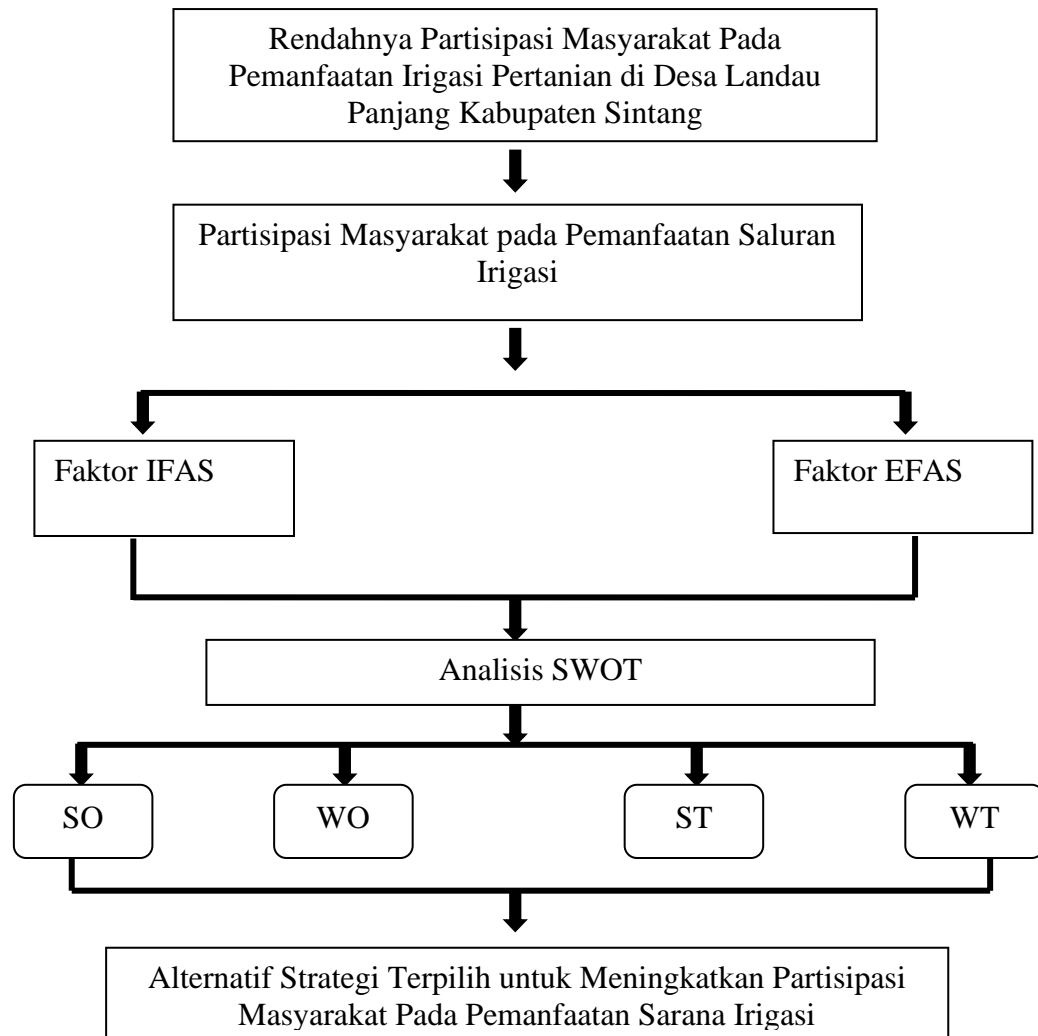 Rendahnya Partisipasi Masyarakat Pada
Pemanfaatan Irigasi Pertanian di Desa Landau
Panjang Kabupaten Sintang
Partisipasi Masyarakat pada Pemanfaatan Saluran
Irigasi
Faktor IFAS
Faktor EFAS
Analisis SWOT
SO
WO
ST
WT
Alternatif Strategi Terpilih untuk Meningkatkan Partisipasi
Masyarakat Pada Pemanfaatan Sarana Irigasi